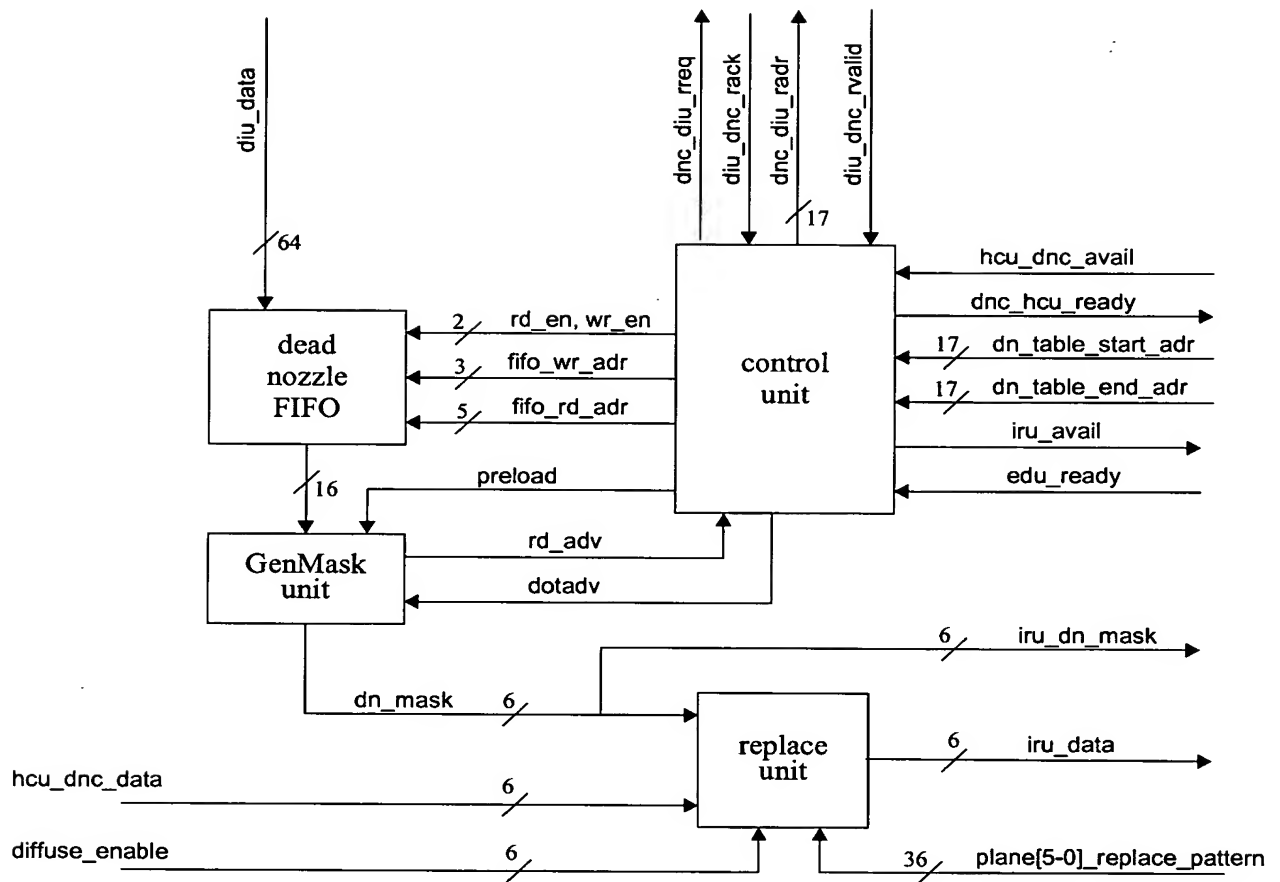 diu_data
dnc_diu_rreq
diu_dnc_rack
dnc_diu_radr
diu_dnc_rvalid
64
17
hcu_dnc_avail
dnc_hcu_ready
17 dn_table_start_adr
17 dn_table_end_adr
iru_avail
edu_ready
dead
nozzle
FIFO
2 rd_en, wr_en
3 fifo_wr_adr
5 fifo_rd_adr
control
unit
16
preload
GenMask
unit
rd_adv
dotadv
6 iru_dn_mask
dn_mask 6
replace
unit
6 iru_data
hcu_dnc_data 6
diffuse_enable 6
36 plane[5-0]_replace_pattern